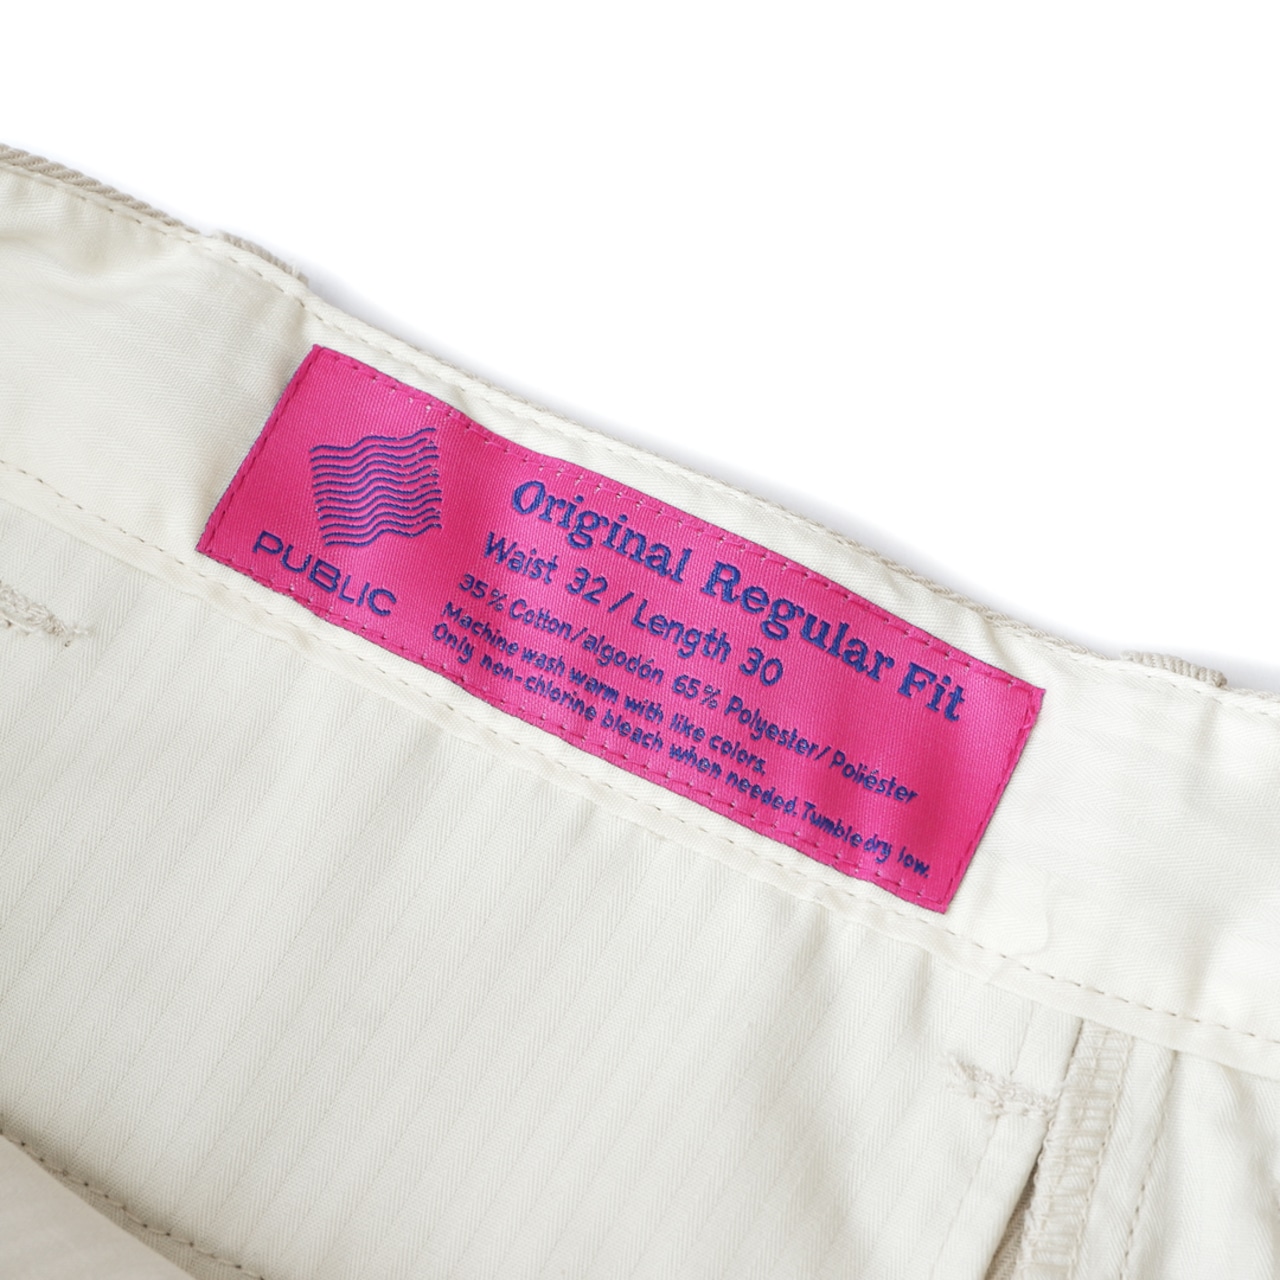 PUBLIC
Original Regular Fit
Waist 32 / Length 30
35% Cotton/algodón 65% Polyester/Poliéster
Machine wash warm with like colors.
Only non-chlorine bleach when needed. Tumble dry low.